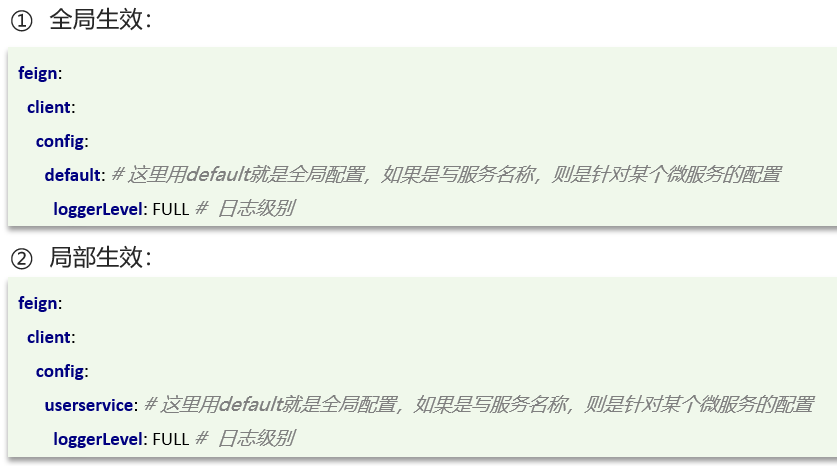 ① 全局生效：
feign:
client:
config:
default: # 这里用default就是全局配置，如果是写服务名称，则是针对某个微服务的配置
loggerLevel: FULL # 日志级别
② 局部生效：
feign:
client:
config:
userservice: # 这里用default就是全局配置，如果是写服务名称，则是针对某个微服务的配置
loggerLevel: FULL # 日志级别